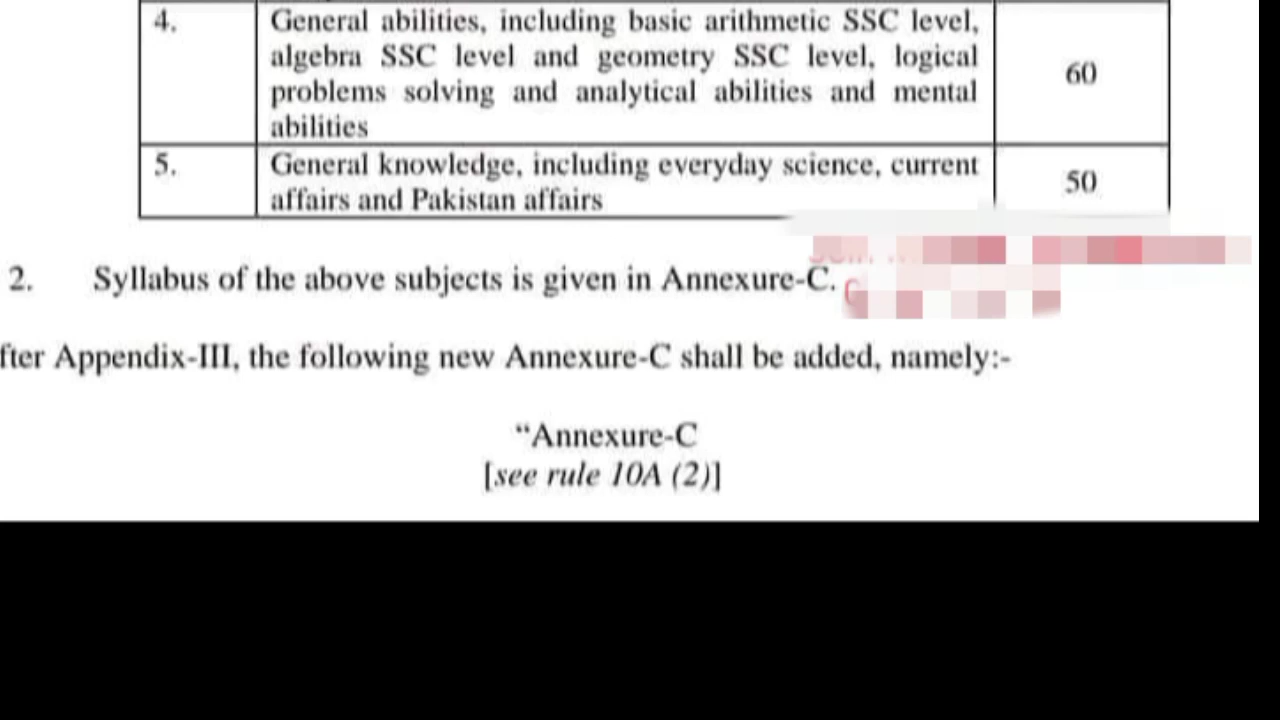 4.
General abilities, including basic arithmetic SSC level,
algebra SSC level and geometry SSC level, logical
problems solving and analytical abilities and mental
abilities
60
5.
General knowledge, including everyday science, current
affairs and Pakistan affairs
50
2. Syllabus of the above subjects is given in Annexure-C.
fter Appendix-III, the following new Annexure-C shall be added, namely:-
“Annexure-C
[see rule 10A (2)]